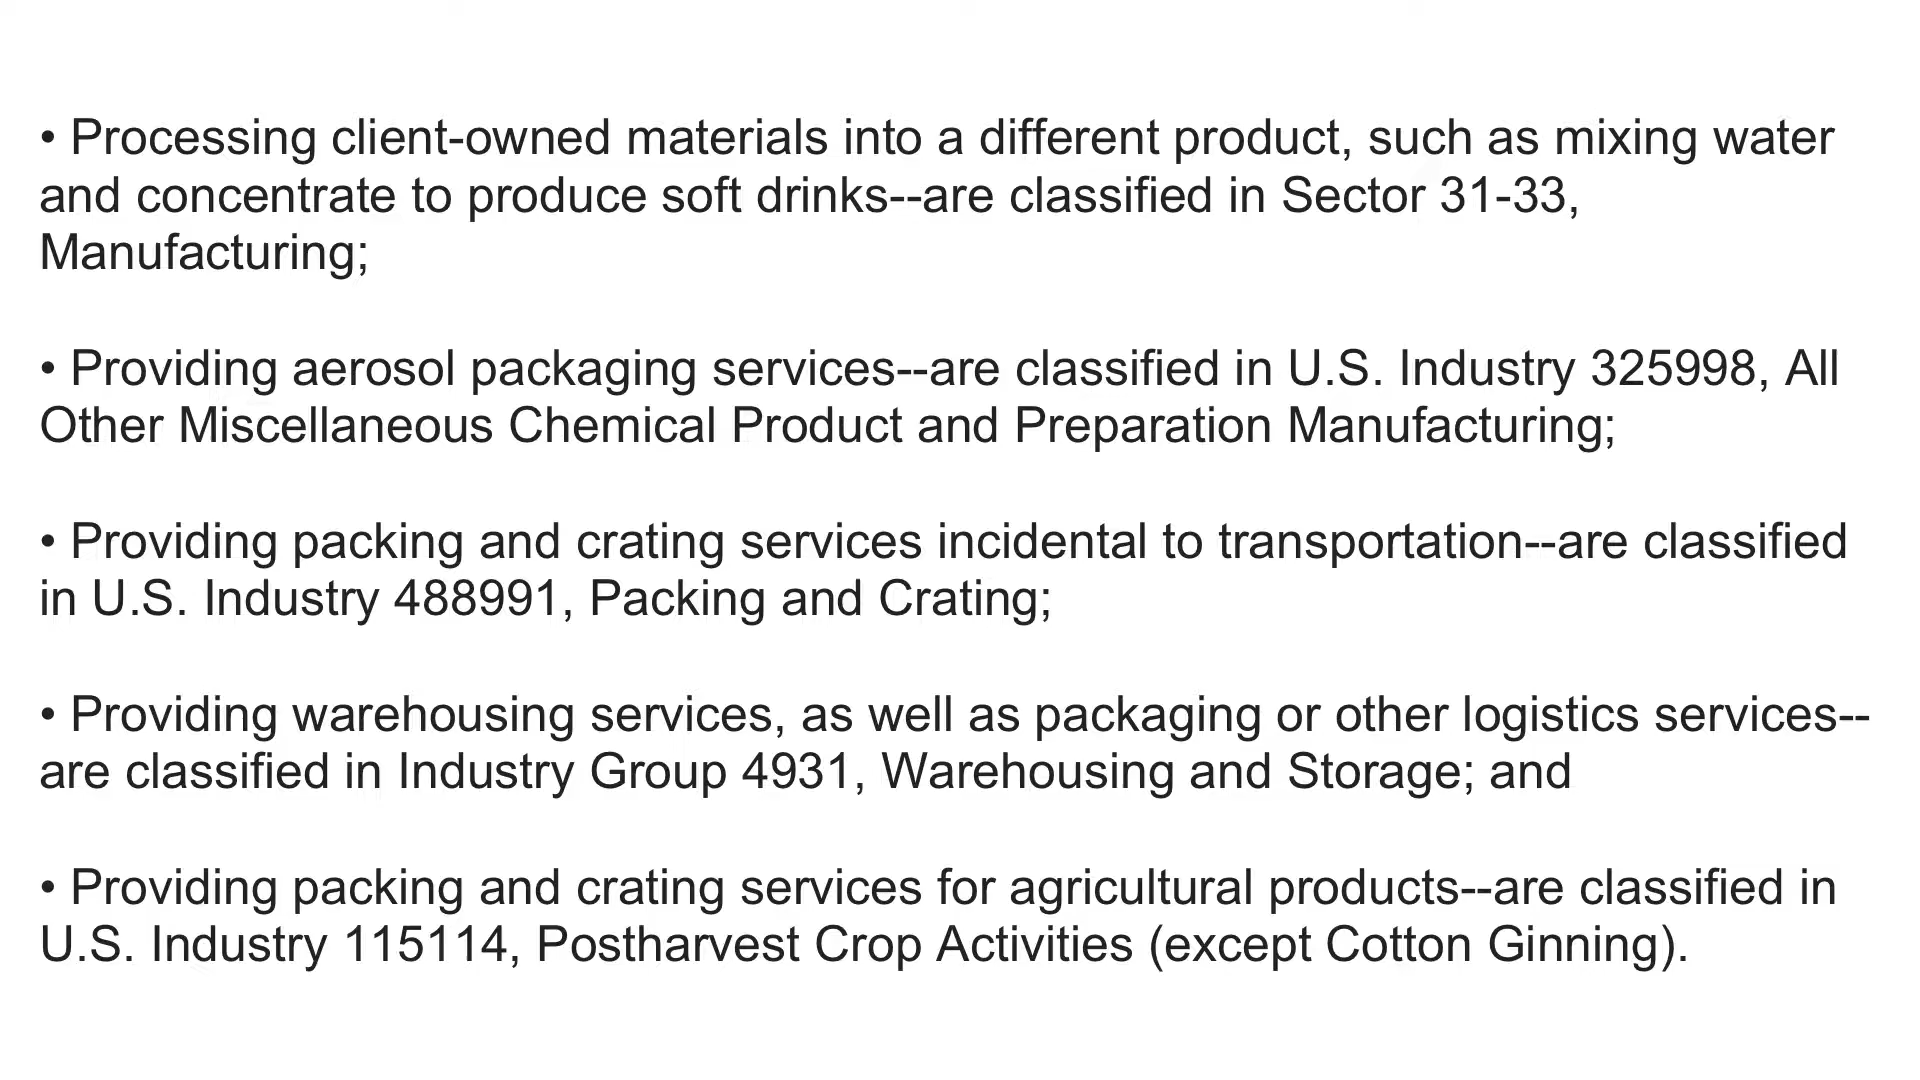 • Processing client-owned materials into a different product, such as mixing water
and concentrate to produce soft drinks--are classified in Sector 31-33,
Manufacturing;
• Providing aerosol packaging services--are classified in U.S. Industry 325998, All
Other Miscellaneous Chemical Product and Preparation Manufacturing;
• Providing packing and crating services incidental to transportation--are classified
in U.S. Industry 488991, Packing and Crating;
• Providing warehousing services, as well as packaging or other logistics services--
are classified in Industry Group 4931, Warehousing and Storage; and
• Providing packing and crating services for agricultural products--are classified in
U.S. Industry 115114, Postharvest Crop Activities (except Cotton Ginning).